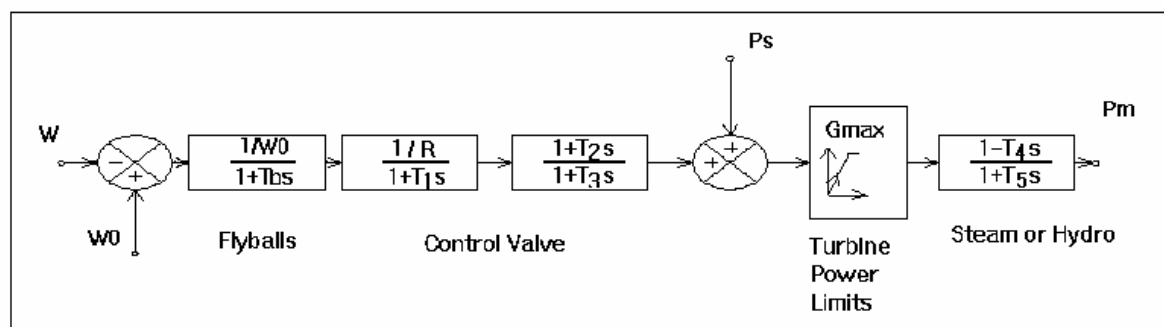 Ps
W
1/W0
1+Tbs
1/R
1+T1s
1+T2s
1+T3s
Gmax
1-T4s
1+T5s
Pm
W0
Flyballs
Control Valve
Turbine
Power
Limits
Steam or Hydro